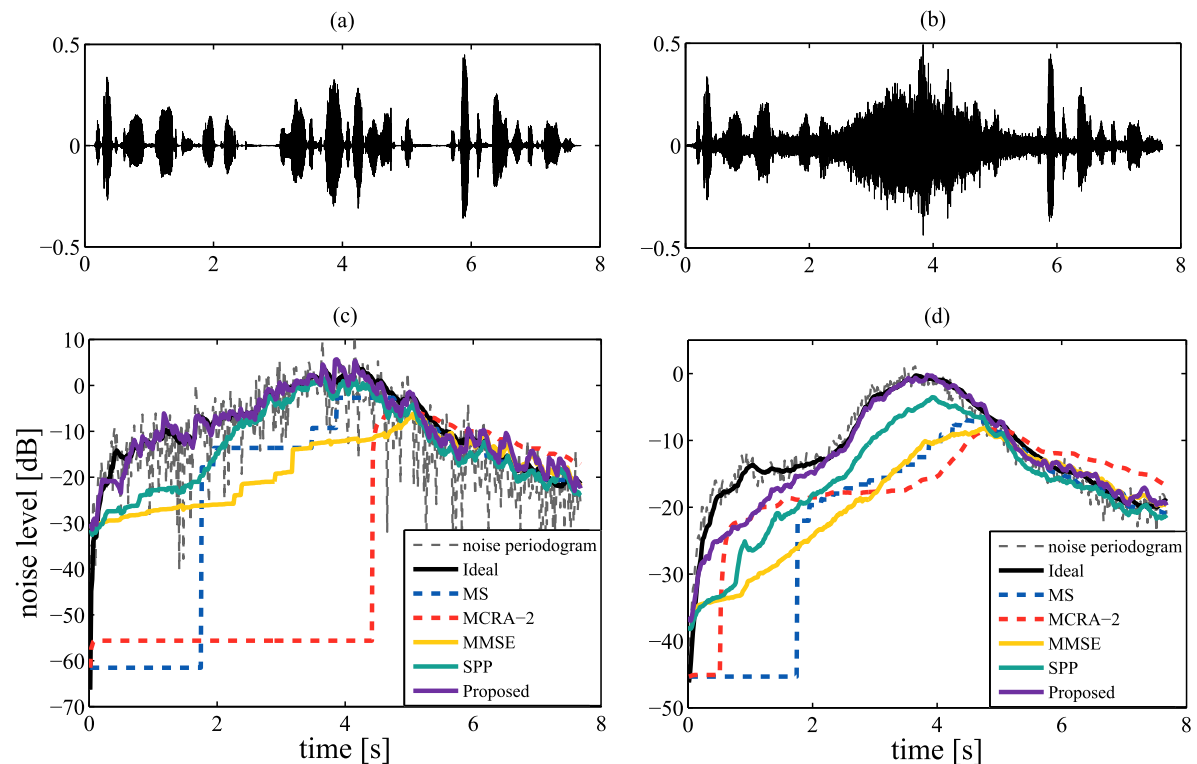 (a)
0.5
0
−0.5
0 2 4 6 8
(b)
0.5
0
−0.5
0 2 4 6 8
(c)
noise level [dB]
10
0
−10
−20
−30
−40
−50
−60
−70
0 2 4 6 8
time [s]
noise periodogram
Ideal
MS
MCRA−2
MMSE
SPP
Proposed
(d)
0
−10
−20
−30
−40
−50
0 2 4 6 8
time [s]
noise periodogram
Ideal
MS
MCRA−2
MMSE
SPP
Proposed